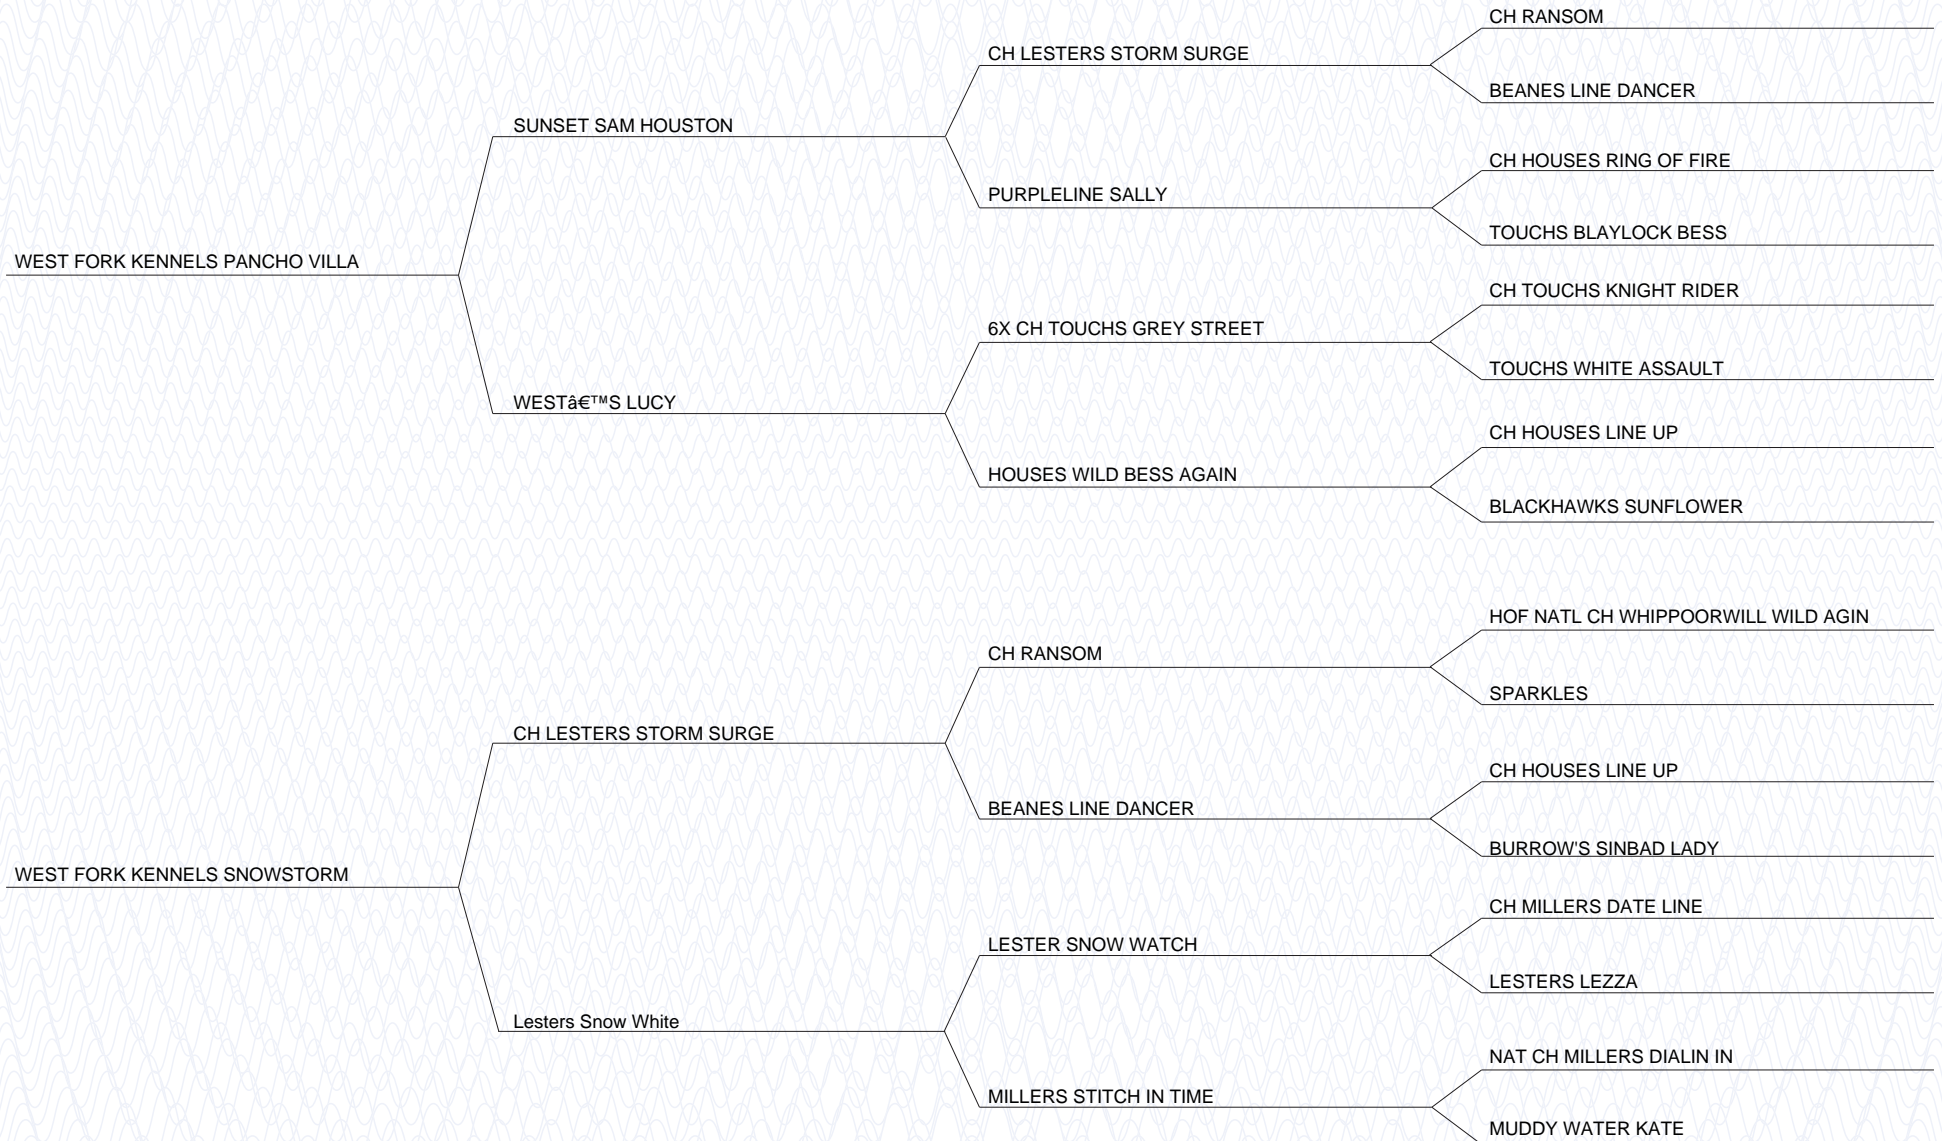 CH RANSOM
CH LESTERS STORM SURGE
BEANES LINE DANCER
SUNSET SAM HOUSTON
CH HOUSES RING OF FIRE
PURPLELINE SALLY
TOUCHS BLAYLOCK BESS
WEST FORK KENNELS PANCHO VILLA
CH TOUCHS KNIGHT RIDER
6X CH TOUCHS GREY STREET
TOUCHS WHITE ASSAULT
WESTâ€™S LUCY
CH HOUSES LINE UP
HOUSES WILD BESS AGAIN
BLACKHAWKS SUNFLOWER
HOF NATL CH WHIPPOORWILL WILD AGIN
CH RANSOM
SPARKLES
CH LESTERS STORM SURGE
CH HOUSES LINE UP
BEANES LINE DANCER
BURROW'S SINBAD LADY
WEST FORK KENNELS SNOWSTORM
CH MILLERS DATE LINE
LESTER SNOW WATCH
LESTERS LEZZA
Lesters Snow White
NAT CH MILLERS DIALIN IN
MILLERS STITCH IN TIME
MUDDY WATER KATE